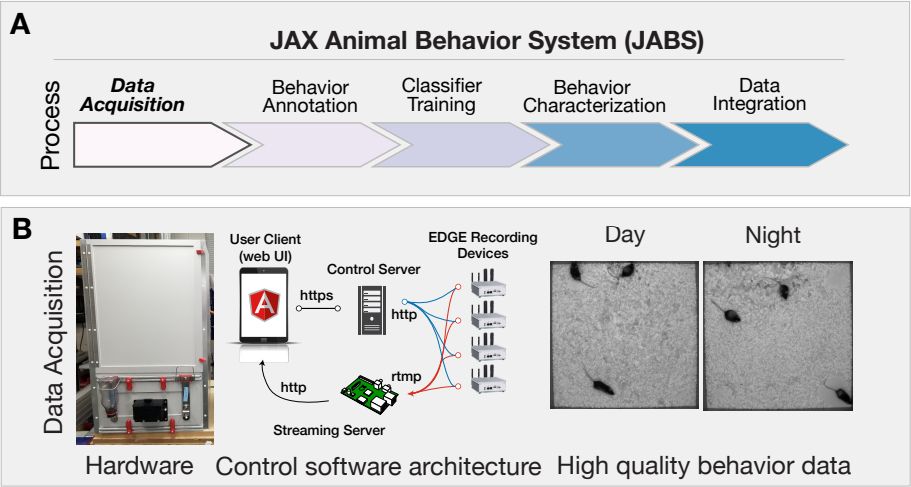 A
JAX Animal Behavior System (JABS)
Process
Data
Acquisition
Behavior
Annotation
Classifier
Training
Behavior
Characterization
Data
Integration
B
Data Acquisition
User Client
(web UI)
A
https
Control Server
http
EDGE Recording
Devices
rtmp
http
Streaming Server
Day
Night
Hardware
Control software architecture
High quality behavior data